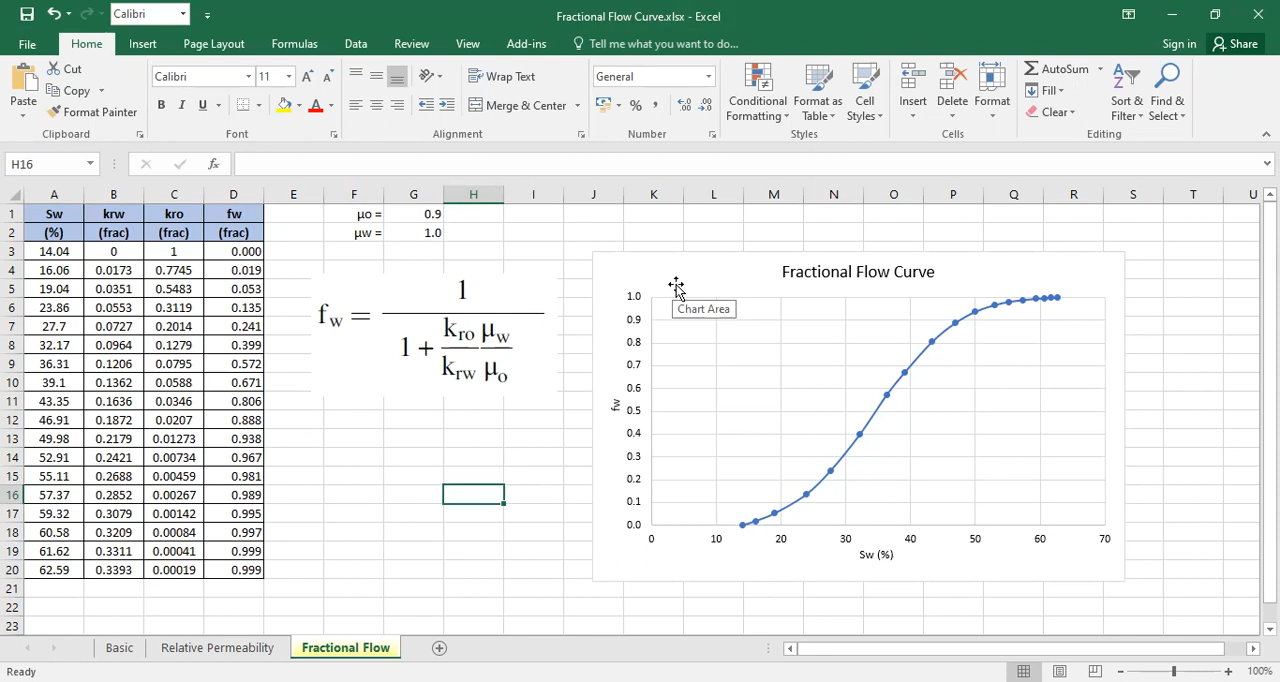 Calibri
Fractional Flow Curve.xlsx - Excel
File Home Insert Page Layout Formulas Data Review View Add-ins Tell me what you want to do... Sign in Share
Paste
Cut
Copy
Format Painter
Clipboard
Calibri 11
B I U
Font
Wrap Text
Merge & Center
Alignment
General
% ,
Number
Conditional Formatting
Format as Table
Cell Styles
Styles
Insert
Delete
Format
Cells
AutoSum
Fill
Clear
Sort & Filter
Find & Select
Editing
H16 fx
A B C D E F G H I J K L M N O P Q R S T U
1 Sw krw kro fw µo = 0.9
2 (%) (frac) (frac) (frac) µw = 1.0
3 14.04 0 1 0.000
4 16.06 0.0173 0.7745 0.019
5 19.04 0.0351 0.5483 0.053
6 23.86 0.0553 0.3119 0.135
7 27.7 0.0727 0.2014 0.241
8 32.17 0.0964 0.1279 0.399
9 36.31 0.1206 0.0795 0.572
10 39.1 0.1362 0.0588 0.671
11 43.35 0.1636 0.0346 0.806
12 46.91 0.1872 0.0207 0.888
13 49.98 0.2179 0.01273 0.938
14 52.91 0.2421 0.00734 0.967
15 55.11 0.2688 0.00459 0.981
16 57.37 0.2852 0.00267 0.989
17 59.32 0.3079 0.00142 0.995
18 60.58 0.3209 0.00084 0.997
19 61.62 0.3311 0.00041 0.999
20 62.59 0.3393 0.00019 0.999
21
22
23
1
fw =
1 + kro µw
krw µo
Fractional Flow Curve
Chart Area
1.0
0.9
0.8
0.7
0.6
0.5
0.4
0.3
0.2
0.1
0.0
fw
0 10 20 30 40 50 60 70
Sw (%)
Basic Relative Permeability Fractional Flow
Ready
100%